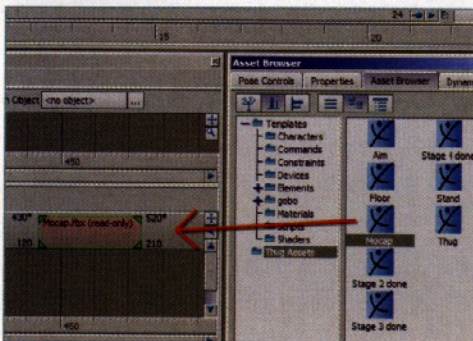 24
E:
15
20
Asset Browser
Pose Controls
Properties
Asset Browser
Dynam
n Object
<no object>
...
450
430*
Mocap.fbx (read-only)
520*
120
210
450
Templates
Characters
Commands
Constraints
Devices
Elements
gobo
Materials
Scripts
Shaders
Thug Assets
Aim
Stage 1 done
Floor
Stand
Mocap
Thug
Stage 2 done
Stage 3 done